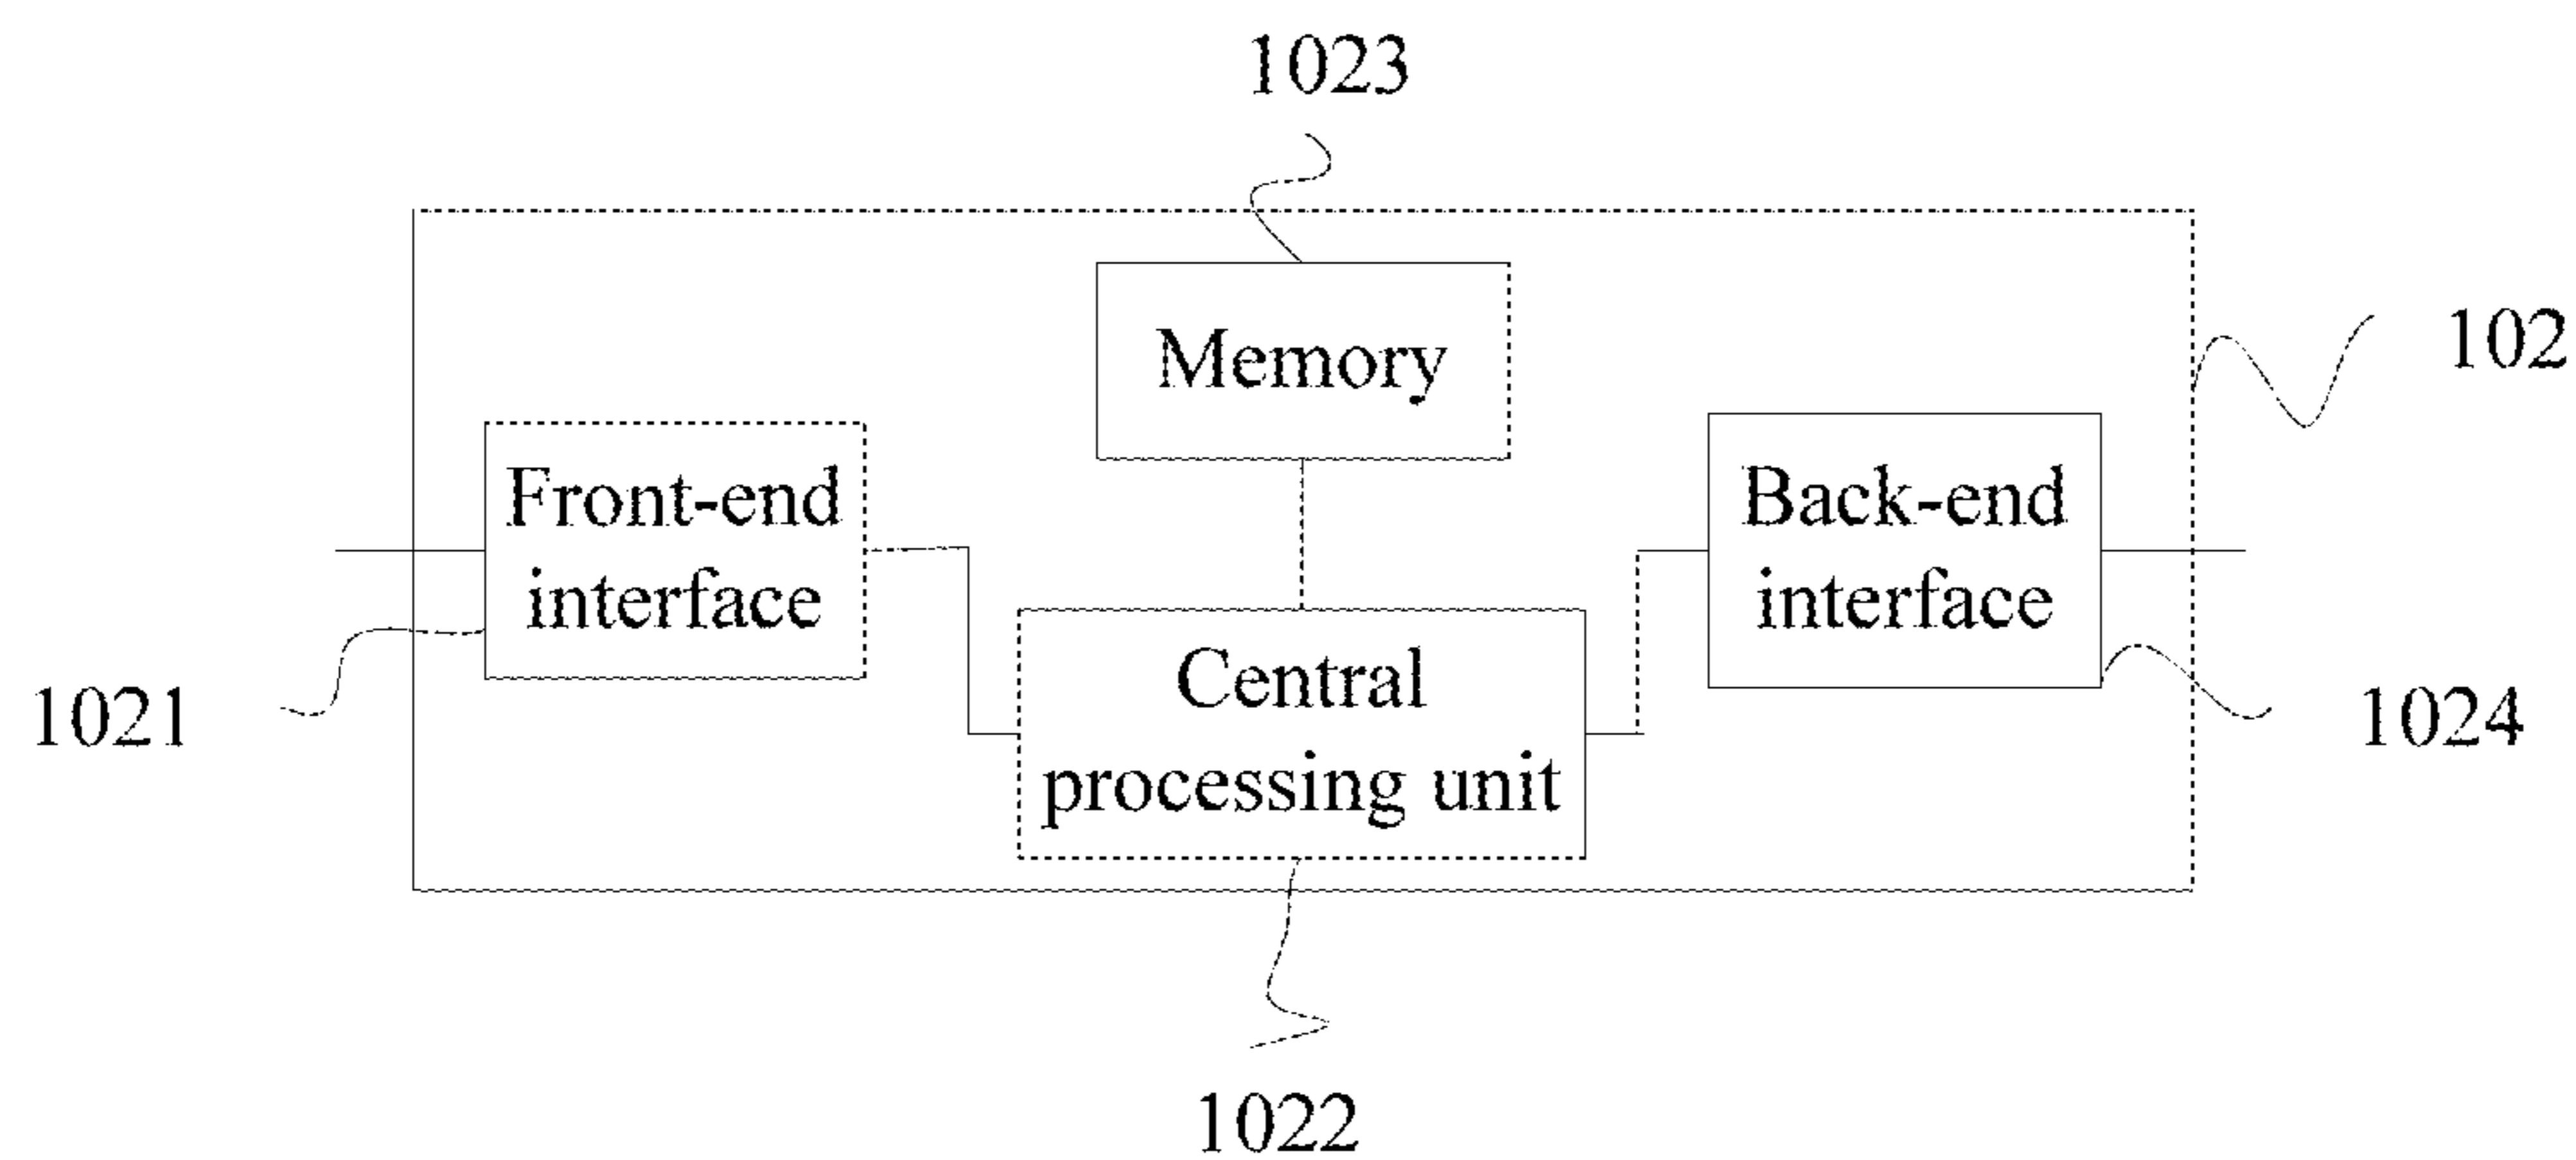 1023
Memory
102
Front-end
interface
Back-end
interface
1021
Central
processing unit
1024
1022